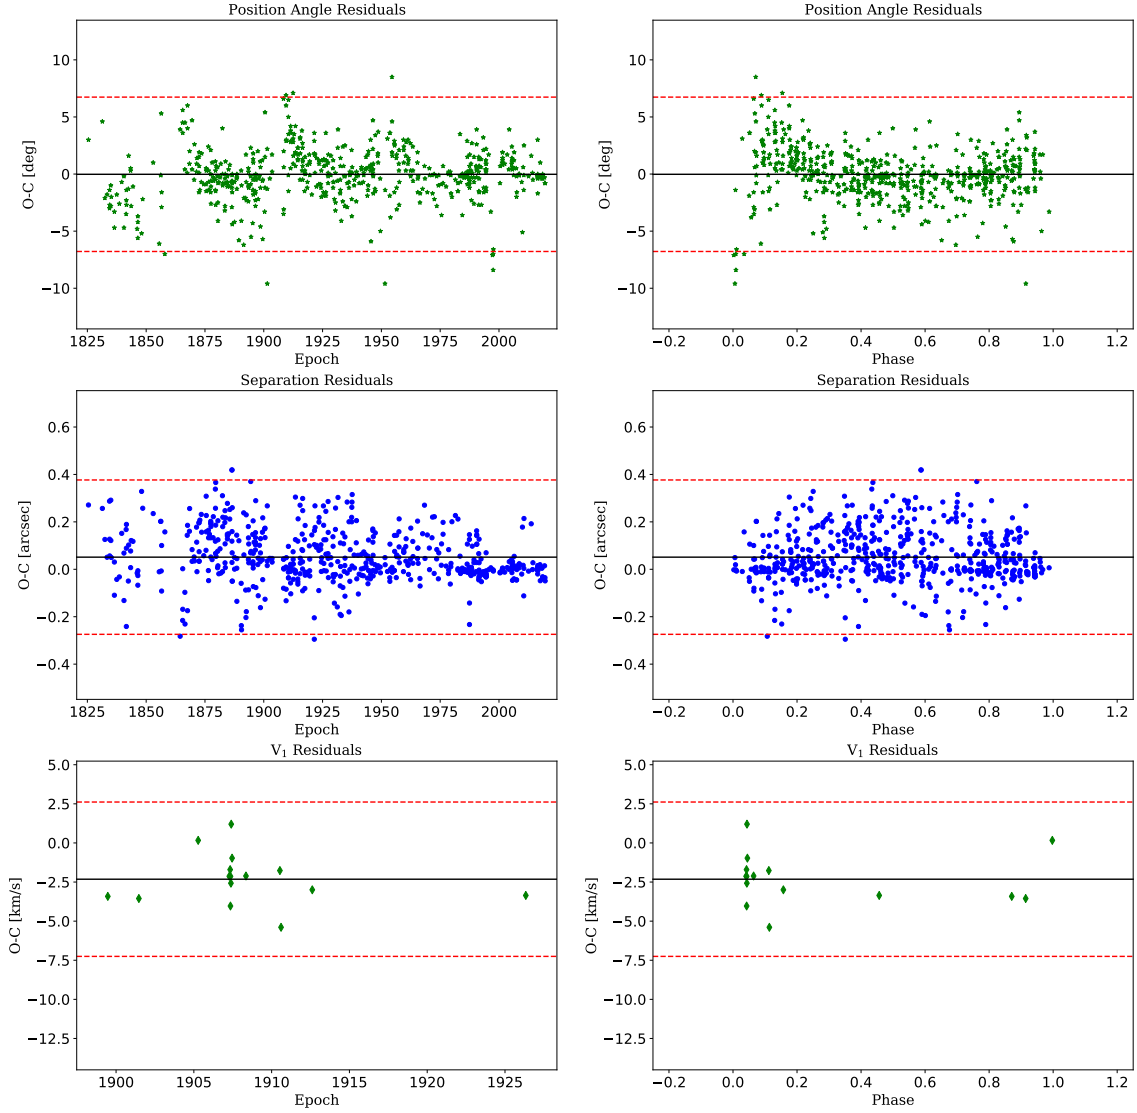 Position Angle Residuals
O-C [deg]
10
5
0
−5
−10
1825 1850 1875 1900 1925 1950 1975 2000
Epoch
Position Angle Residuals
O-C [deg]
10
5
0
−5
−10
−0.2 0.0 0.2 0.4 0.6 0.8 1.0 1.2
Phase
Separation Residuals
O-C [arcsec]
0.6
0.4
0.2
0.0
−0.2
−0.4
1825 1850 1875 1900 1925 1950 1975 2000
Epoch
Separation Residuals
O-C [arcsec]
0.6
0.4
0.2
0.0
−0.2
−0.4
−0.2 0.0 0.2 0.4 0.6 0.8 1.0 1.2
Phase
V₁ Residuals
O-C [km/s]
5.0
2.5
0.0
−2.5
−5.0
−7.5
−10.0
−12.5
1900 1905 1910 1915 1920 1925
Epoch
V₁ Residuals
O-C [km/s]
5.0
2.5
0.0
−2.5
−5.0
−7.5
−10.0
−12.5
−0.2 0.0 0.2 0.4 0.6 0.8 1.0 1.2
Phase